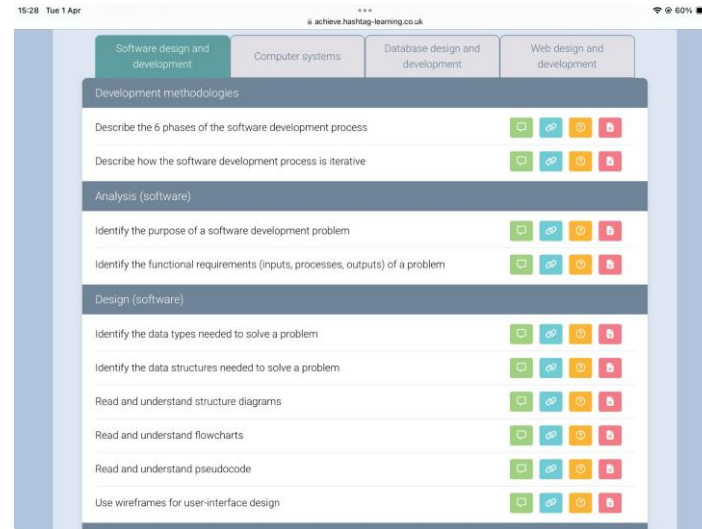 15:28 Tue 1 Apr
60%
achieve.hashtag-learning.co.uk
Software design and
development
Computer systems
Database design and
development
Web design and
development
Development methodologies
Describe the 6 phases of the software development process
Describe how the software development process is iterative
Analysis (software)
Identify the purpose of a software development problem
Identify the functional requirements (inputs, processes, outputs) of a problem
Design (software)
Identify the data types needed to solve a problem
Identify the data structures needed to solve a problem
Read and understand structure diagrams
Read and understand flowcharts
Read and understand pseudocode
Use wireframes for user-interface design